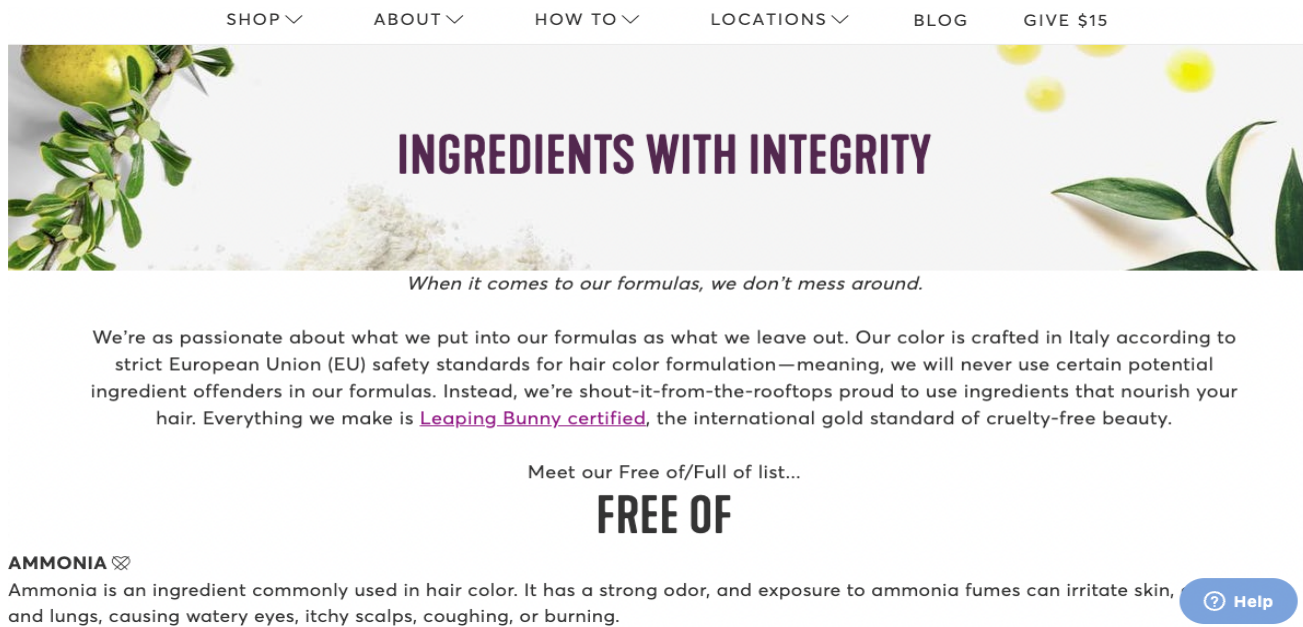 SHOP ABOUT HOW TO LOCATIONS BLOG GIVE $15
INGREDIENTS WITH INTEGRITY
When it comes to our formulas, we don't mess around.
We're as passionate about what we put into our formulas as what we leave out. Our color is crafted in Italy according to
strict European Union (EU) safety standards for hair color formulation—meaning, we will never use certain potential
ingredient offenders in our formulas. Instead, we're shout-it-from-the-rooftops proud to use ingredients that nourish your
hair. Everything we make is Leaping Bunny certified, the international gold standard of cruelty-free beauty.
Meet our Free of/Full of list...
FREE OF
AMMONIA
Ammonia is an ingredient commonly used in hair color. It has a strong odor, and exposure to ammonia fumes can irritate skin,
and lungs, causing watery eyes, itchy scalps, coughing, or burning.
Help